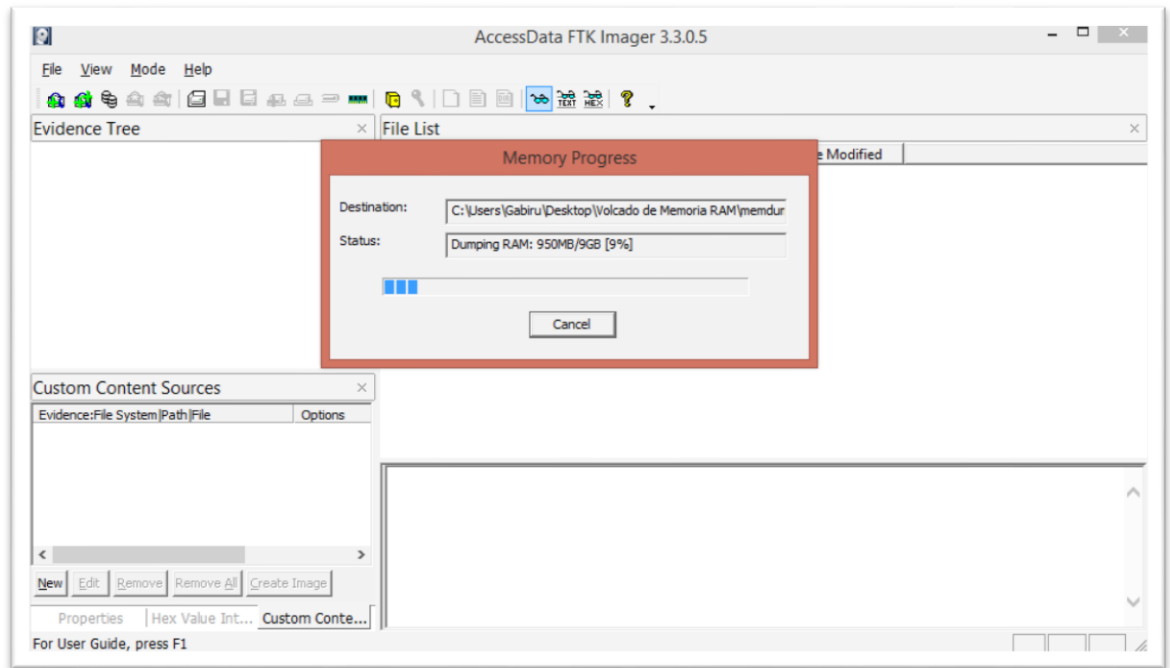 AccessData FTK Imager 3.3.0.5
File View Mode Help
TEXT HEX
Evidence Tree
File List
Memory Progress
e Modified
Destination:
C:\Users\Gabiru\Desktop\Volcado de Memoria RAM\memdur
Status:
Dumping RAM: 950MB/9GB [9%]
Cancel
Custom Content Sources
Evidence:File System|Path|File Options
New Edit Remove Remove All Create Image
Properties Hex Value Int... Custom Conte...
For User Guide, press F1